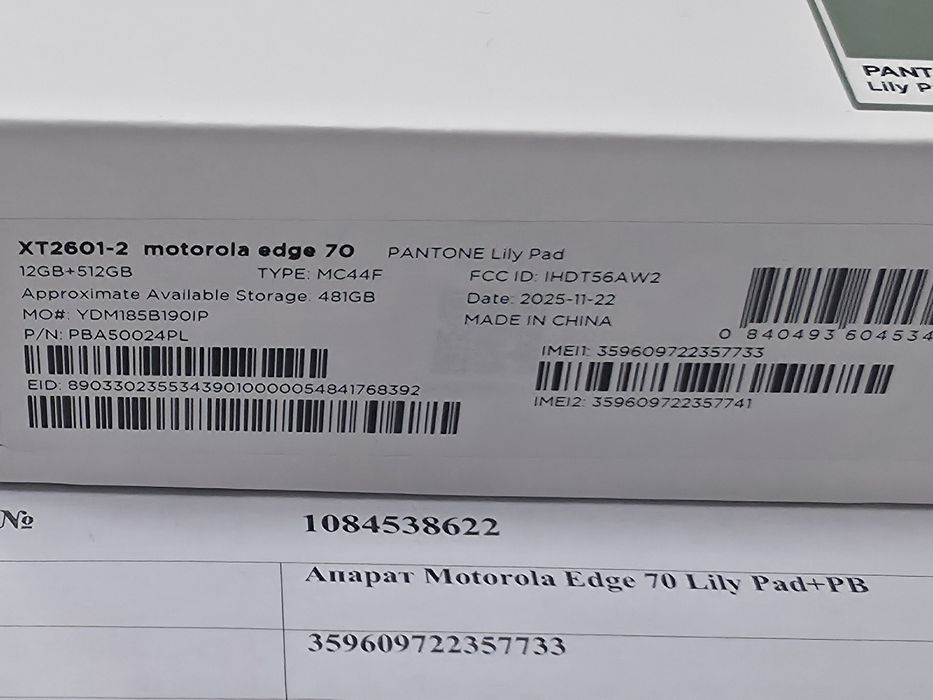 PANT
Lily P
XT2601-2 motorola edge 70 PANTONE Lily Pad
12GB+512GB TYPE: MC44F FCC ID: IHDT56AW2
Approximate Available Storage: 481GB Date: 2025-11-22
MO#: YDM185B190IP MADE IN CHINA
P/N: PBA50024PL
0 840493 604534
IMEI1: 359609722357733
EID: 89033023553439010000054841768392
IMEI2: 359609722357741
№ 1084538622
Апарат Motorola Edge 70 Lily Pad+PB
359609722357733